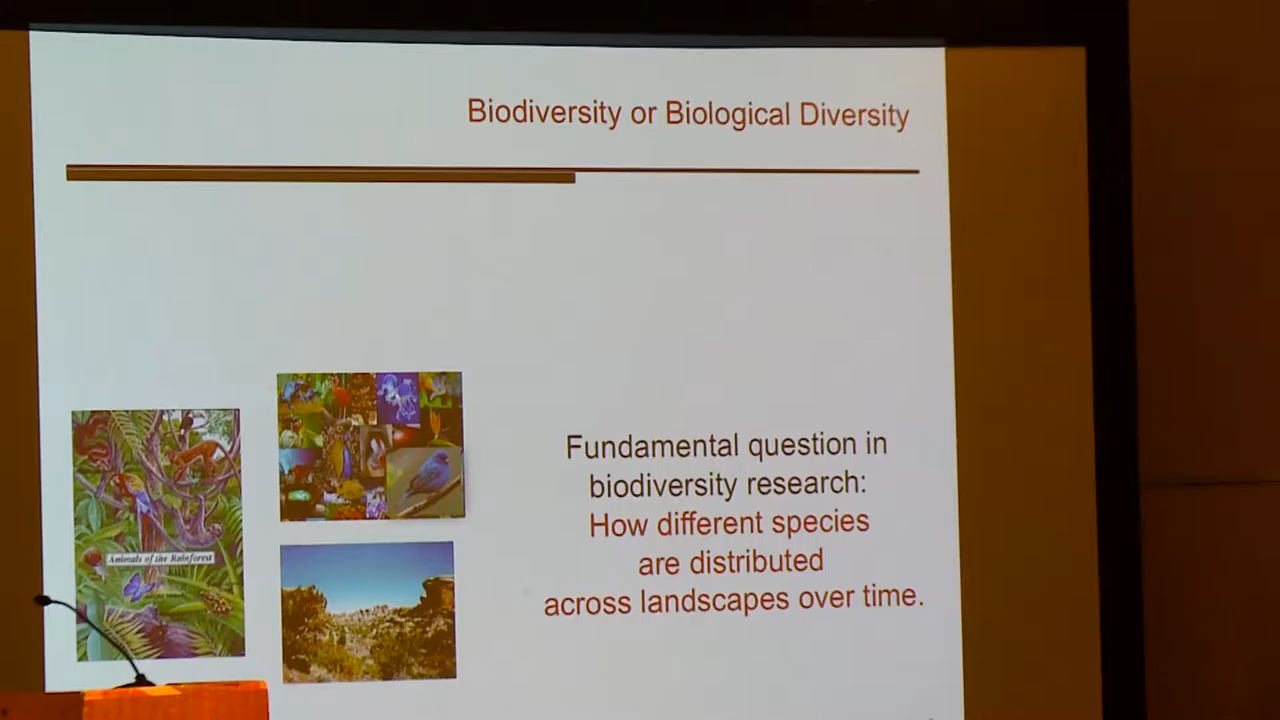 Biodiversity or Biological Diversity
Animals of the Rainforest
Fundamental question in
biodiversity research:
How different species
are distributed
across landscapes over time.